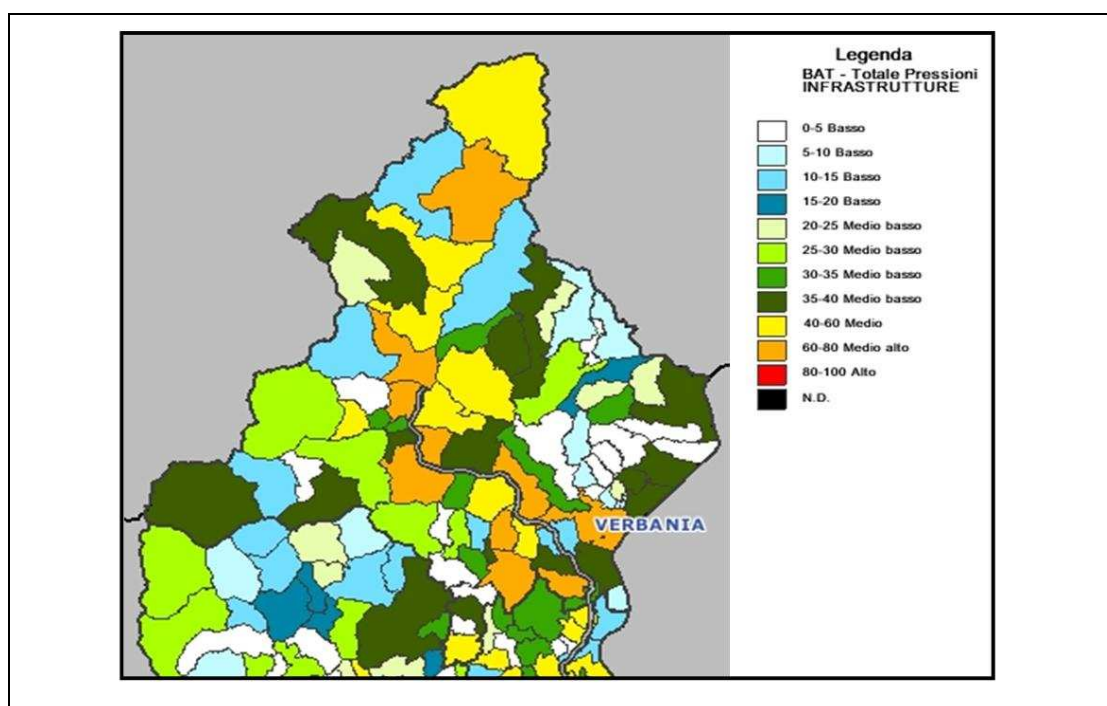 Legenda
BAT - Totale Pressioni
INFRASTRUTTURE
0-5 Basso
5-10 Basso
10-15 Basso
15-20 Basso
20-25 Medio basso
25-30 Medio basso
30-35 Medio basso
35-40 Medio basso
40-60 Medio
60-80 Medio alto
80-100 Alto
N.D.
VERBANIA